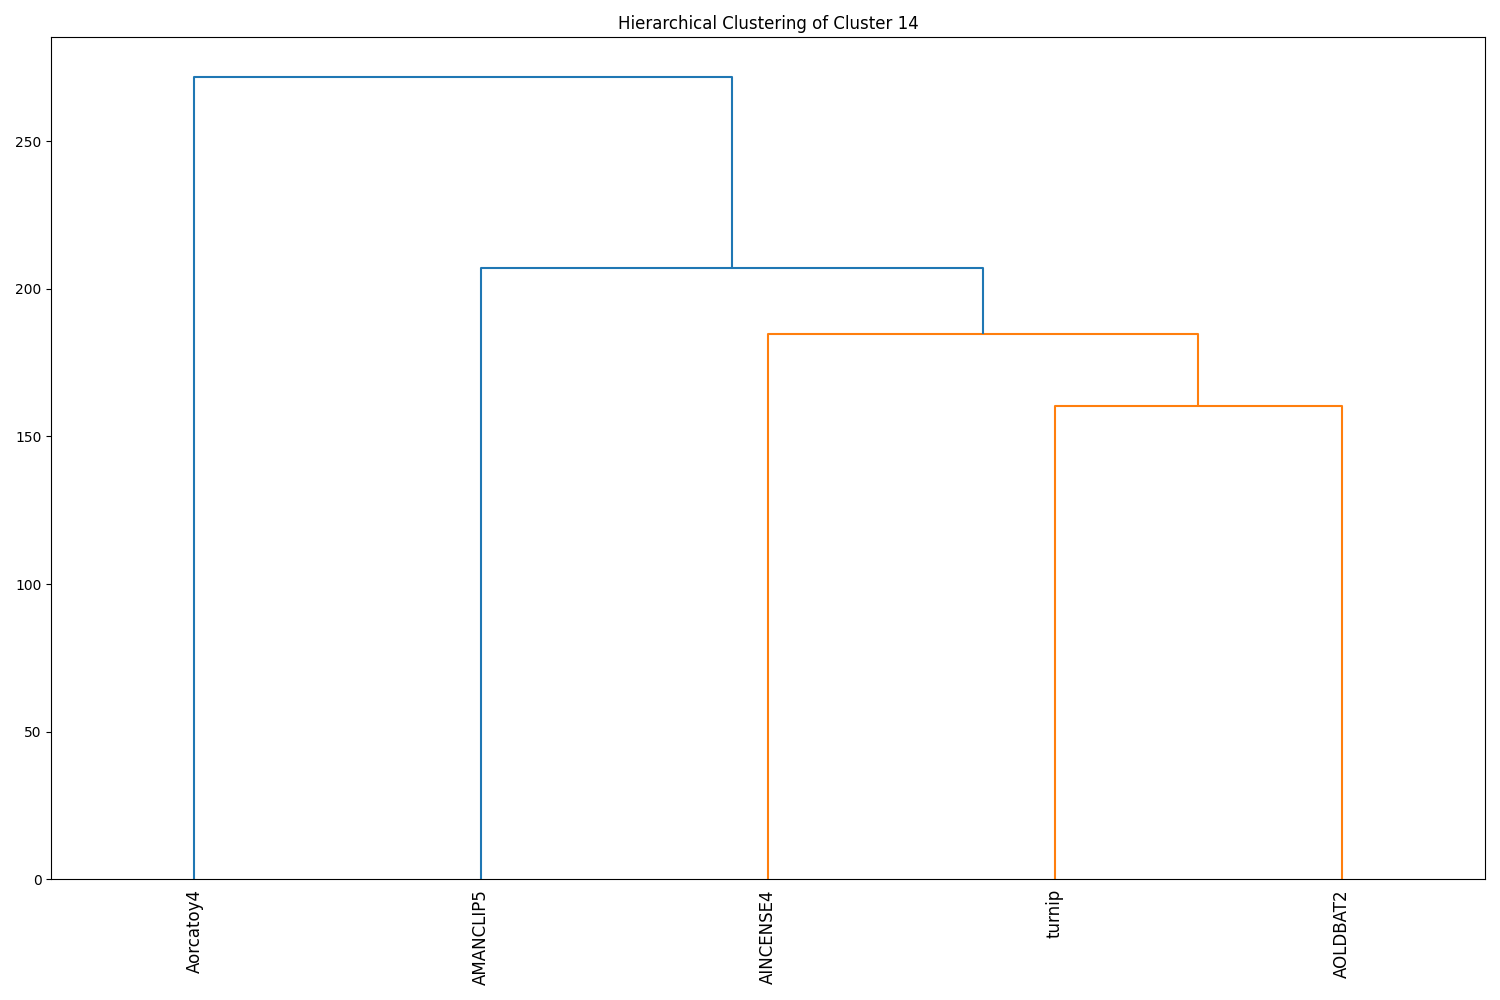 Hierarchical Clustering of Cluster 14
250
200
150
100
50
0
Aorcatoy4
AMANCLIP5
AINCENSE4
turnip
AOLDBAT2